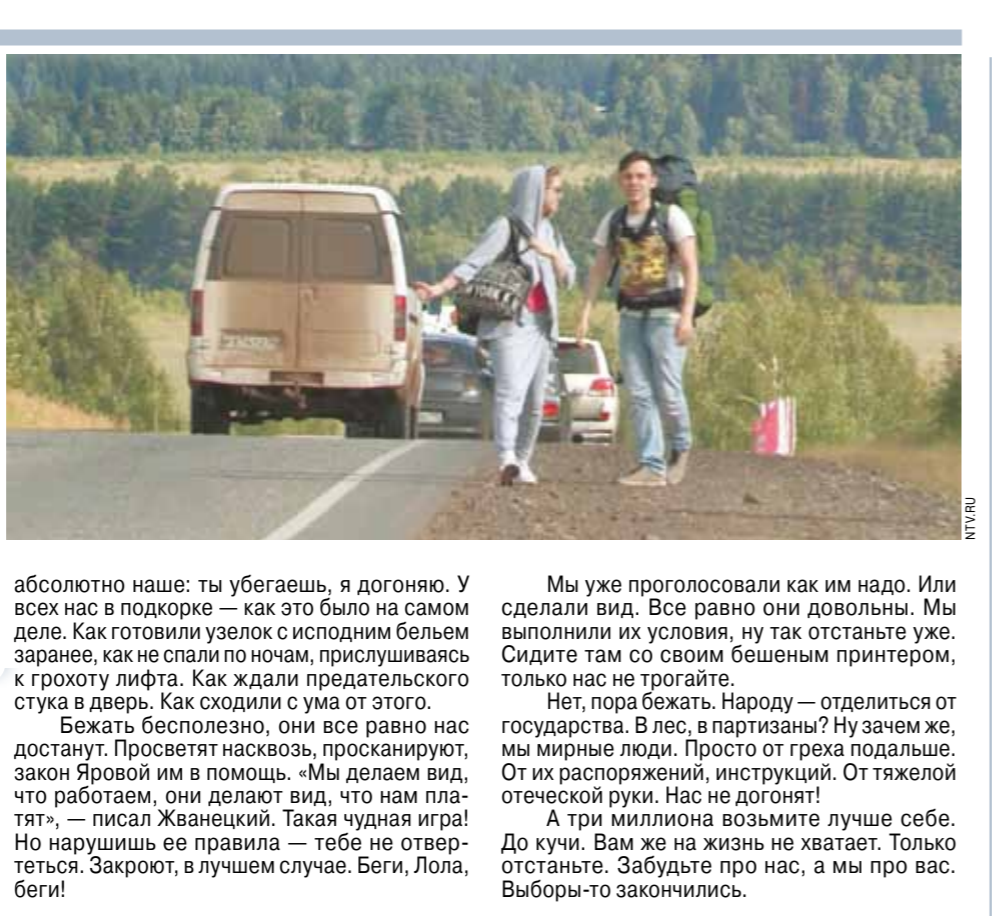 YORK
NTV.RU
абсолютно наше: ты убегаешь, я догоняю. У
всех нас в подкорке — как это было на самом
деле. Как готовили узелок с исподним бельем
заранее, как не спали по ночам, прислушиваясь
к грохоту лифта. Как ждали предательского
стука в дверь. Как сходили с ума от этого.
Бежать бесполезно, они все равно нас
достанут. Просветят насквозь, просканируют,
закон Яровой им в помощь. «Мы делаем вид,
что работаем, они делают вид, что нам пла-
тят», — писал Жванецкий. Такая чудная игра!
Но нарушишь ее правила — тебе не отвер-
теться. Закроют, в лучшем случае. Беги, Лола,
беги!
Мы уже проголосовали как им надо. Или
сделали вид. Все равно они довольны. Мы
выполнили их условия, ну так отстаньте уже.
Сидите там со своим бешеным принтером,
только нас не трогайте.
Нет, пора бежать. Народу — отделиться от
государства. В лес, в партизаны? Ну зачем же,
мы мирные люди. Просто от греха подальше.
От их распоряжений, инструкций. От тяжелой
отеческой руки. Нас не догонят!
А три миллиона возьмите лучше себе.
До кучи. Вам же на жизнь не хватает. Только
отстаньте. Забудьте про нас, а мы про вас.
Выборы-то закончились.